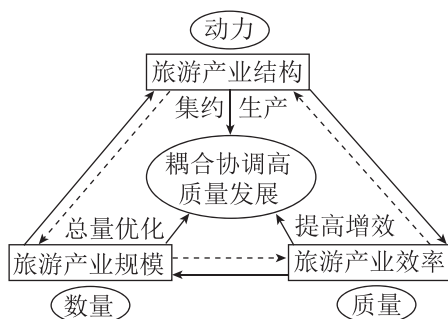 动力
旅游产业结构
集约 生产
耦合协调高
质量发展
总量优化 提高增效
旅游产业规模 旅游产业效率
数量 质量